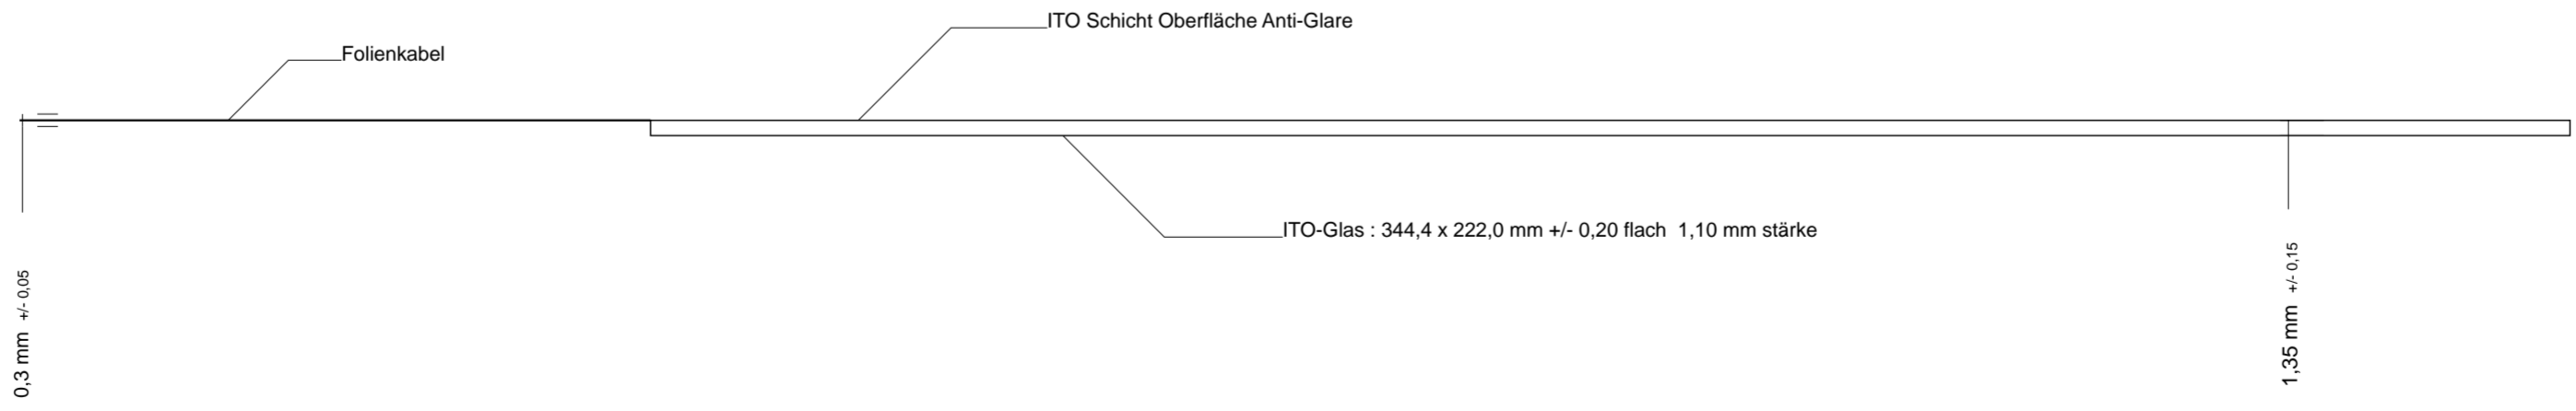 ITO Schicht Oberfläche Anti-Glare
Folienkabel
ITO-Glas : 344,4 x 222,0 mm +/- 0,20 flach  1,10 mm stärke
0,3 mm +/- 0,05
1,35 mm +/- 0,15